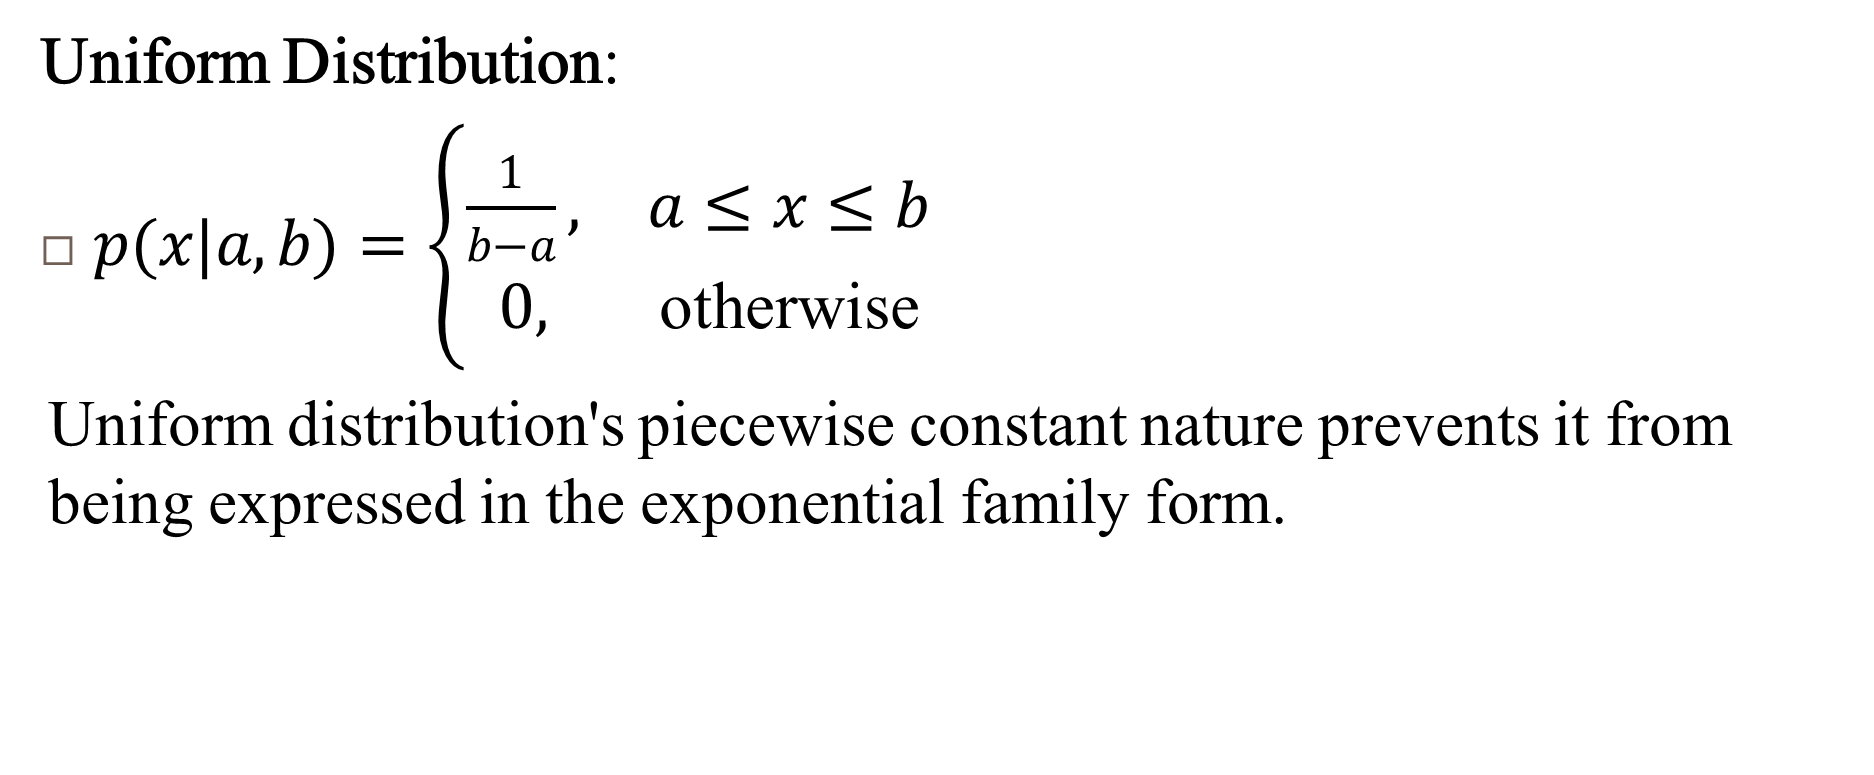 Uniform Distribution:
□ p(x|a, b) = { 1/(b−a), a ≤ x ≤ b
0, otherwise
Uniform distribution's piecewise constant nature prevents it from
being expressed in the exponential family form.